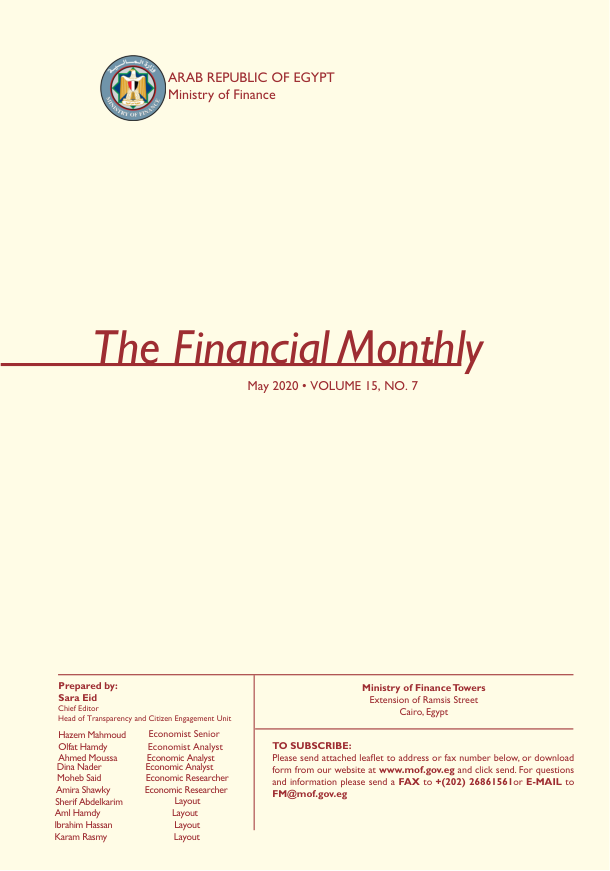 وزارة المالية
MINISTRY OF FINANCE
ARAB REPUBLIC OF EGYPT
Ministry of Finance
The Financial Monthly
May 2020 • VOLUME 15, NO. 7
Prepared by:
Sara Eid
Chief Editor
Head of Transparency and Citizen Engagement Unit
Hazem Mahmoud Economist Senior
Olfat Hamdy Economist Analyst
Ahmed Moussa Economic Analyst
Dina Nader Economic Analyst
Moheb Said Economic Researcher
Amira Shawky Economic Researcher
Sherif Abdelkarim Layout
Aml Hamdy Layout
Ibrahim Hassan Layout
Karam Rasmy Layout
Ministry of Finance Towers
Extension of Ramsis Street
Cairo, Egypt
TO SUBSCRIBE:
Please send attached leaflet to address or fax number below, or download
form from our website at www.mof.gov.eg and click send. For questions
and information please send a FAX to +(202) 26861561or E-MAIL to
FM@mof.gov.eg